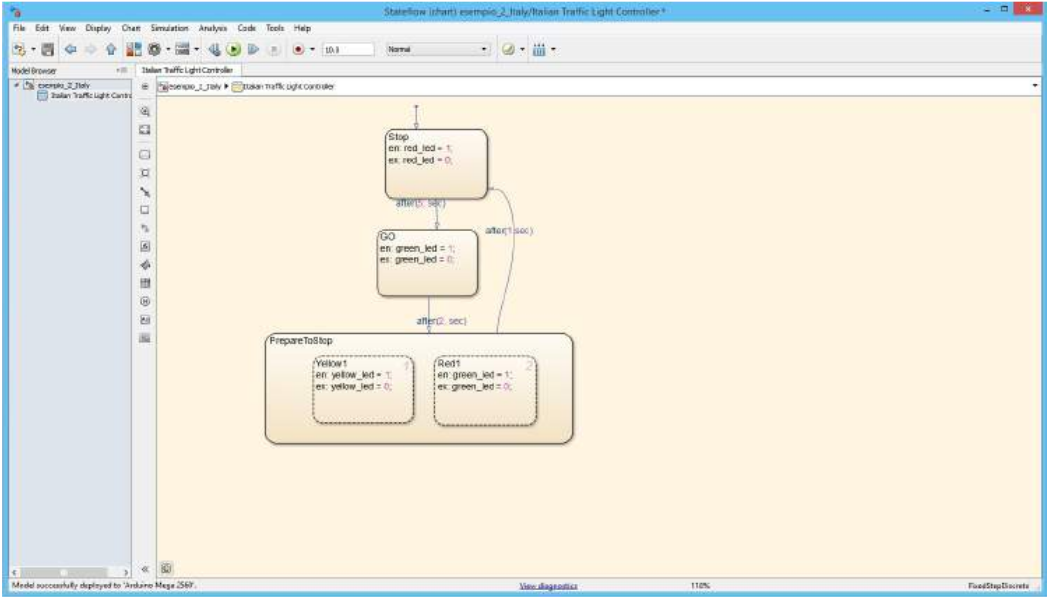 Stateflow (chart) esempio_2_Italy/Italian Traffic Light Controller *
File Edit View Display Chart Simulation Analysis Code Tools Help
10.1 Normal
Model Browser
Italian Traffic Light Controller
esempio_2_Italy
Italian Traffic Light Contro
esempio_2_Italy Italian Traffic Light Controller
Stop
en: red_led = 1;
ex: red_led = 0;
after(5, sec)
after(1,sec)
GO
en: green_led = 1;
ex: green_led = 0;
after(2, sec)
PrepareToStop
Yellow1 1
en: yellow_led = 1;
ex: yellow_led = 0;
Red1 2
en: green_led = 1;
ex: green_led = 0;
Model successfully deployed to 'Arduino Mega 2560'.
View diagnostics
118%
FixedStepDiscrete